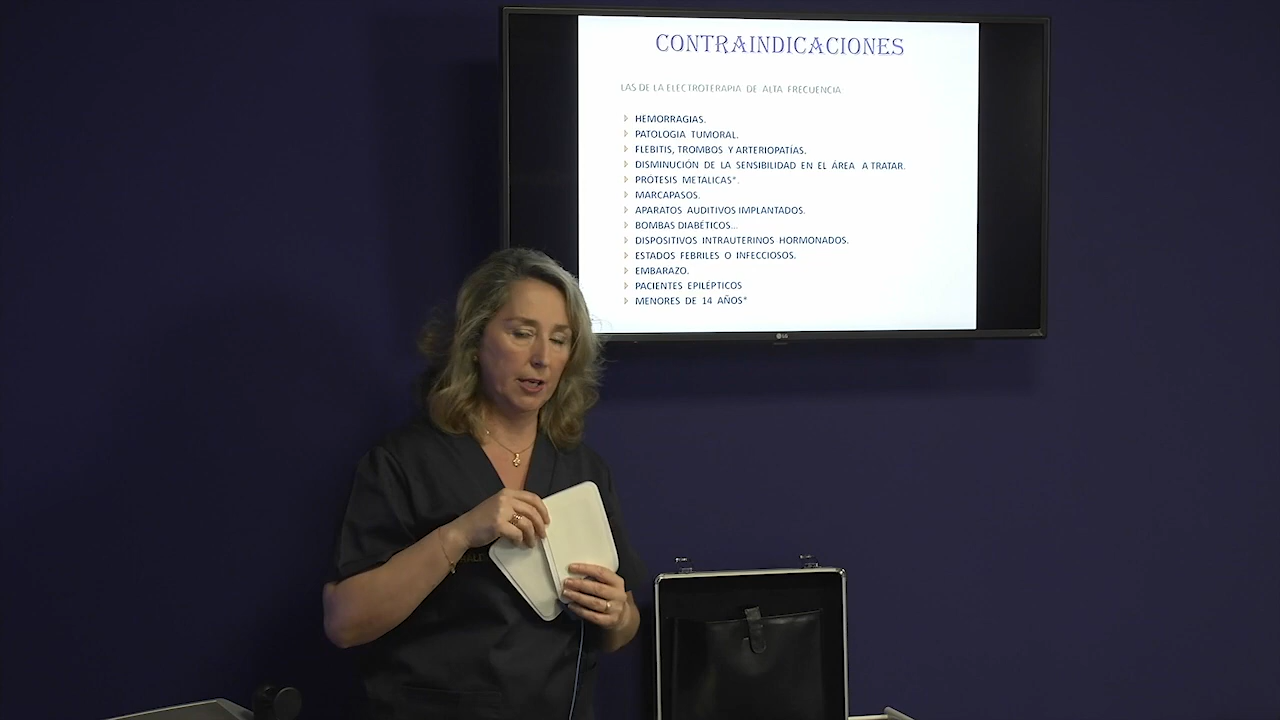 CONTRAINDICACIONES
LAS DE LA ELECTROTERAPIA DE ALTA FRECUENCIA
HEMORRAGIAS.
PATOLOGIA TUMORAL.
FLEBITIS, TROMBOS Y ARTERIOPATÍAS.
DISMINUCIÓN DE LA SENSIBILIDAD EN EL ÁREA A TRATAR.
PRÓTESIS METALICAS*.
MARCAPASOS.
APARATOS AUDITIVOS IMPLANTADOS.
BOMBAS DIABÉTICOS...
DISPOSITIVOS INTRAUTERINOS HORMONADOS.
ESTADOS FEBRILES O INFECCIOSOS.
EMBARAZO.
PACIENTES EPILÉPTICOS
MENORES DE 14 AÑOS*
LG